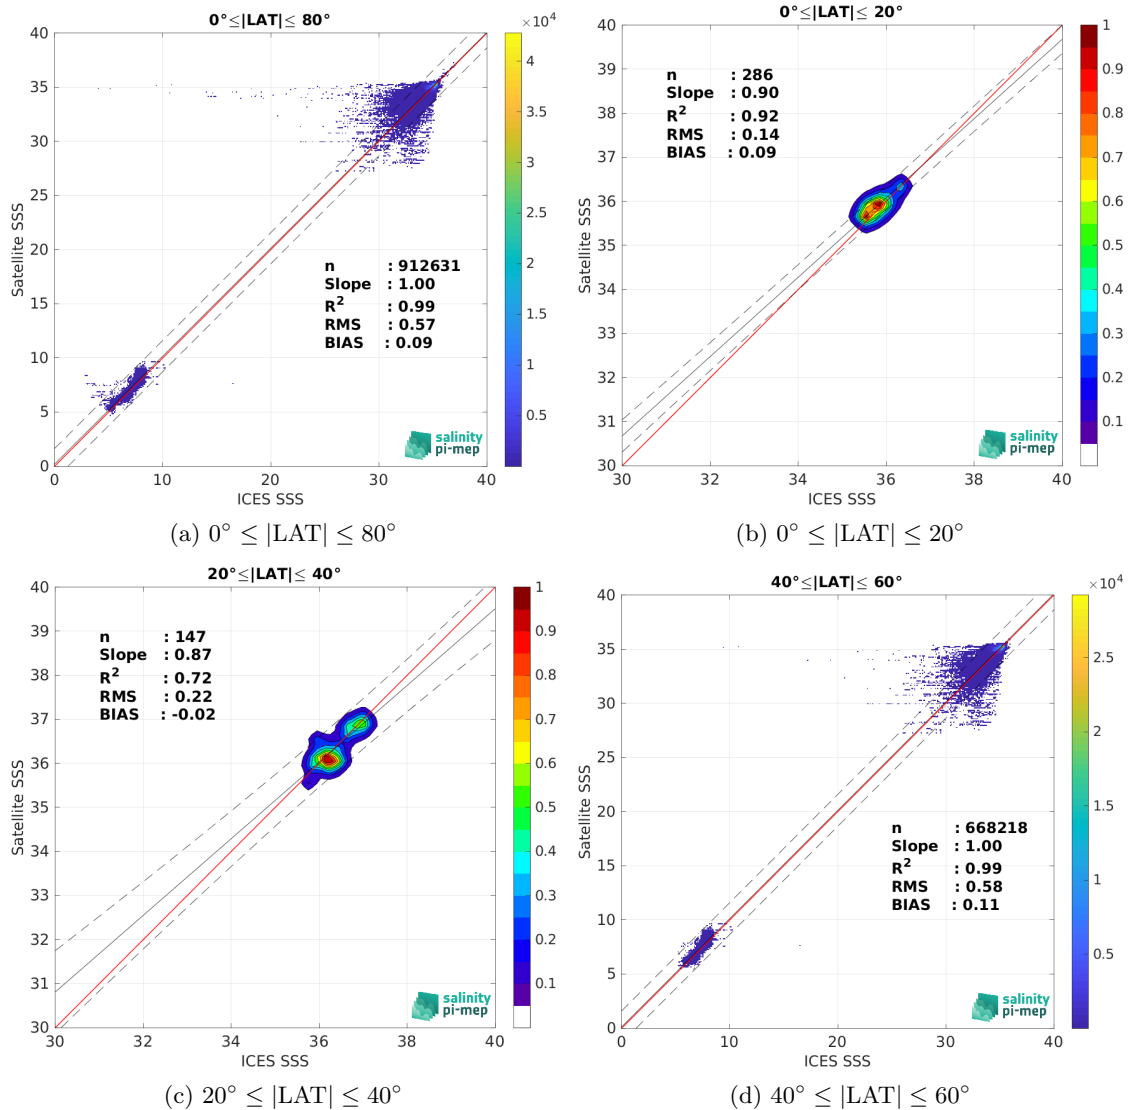 0°≤|LAT|≤ 80°
×10⁴
40
35
30
25
20
15
10
5
0
Satellite SSS
n : 912631
Slope : 1.00
R² : 0.99
RMS : 0.57
BIAS : 0.09
4
3.5
3
2.5
2
1.5
1
0.5
salinity
pi-mep
0 10 20 30 40
ICES SSS
(a) 0° ≤ |LAT| ≤ 80°
0°≤|LAT|≤ 20°
40
39
38
37
36
35
34
33
32
31
30
Satellite SSS
n : 286
Slope : 0.90
R² : 0.92
RMS : 0.14
BIAS : 0.09
1
0.9
0.8
0.7
0.6
0.5
0.4
0.3
0.2
0.1
salinity
pi-mep
30 32 34 36 38 40
ICES SSS
(b) 0° ≤ |LAT| ≤ 20°
20°≤|LAT|≤ 40°
40
39
38
37
36
35
34
33
32
31
30
Satellite SSS
n : 147
Slope : 0.87
R² : 0.72
RMS : 0.22
BIAS : -0.02
1
0.9
0.8
0.7
0.6
0.5
0.4
0.3
0.2
0.1
salinity
pi-mep
30 32 34 36 38 40
ICES SSS
(c) 20° ≤ |LAT| ≤ 40°
40°≤|LAT|≤ 60°
×10⁴
40
35
30
25
20
15
10
5
0
Satellite SSS
n : 668218
Slope : 1.00
R² : 0.99
RMS : 0.58
BIAS : 0.11
2.5
2
1.5
1
0.5
salinity
pi-mep
0 10 20 30 40
ICES SSS
(d) 40° ≤ |LAT| ≤ 60°